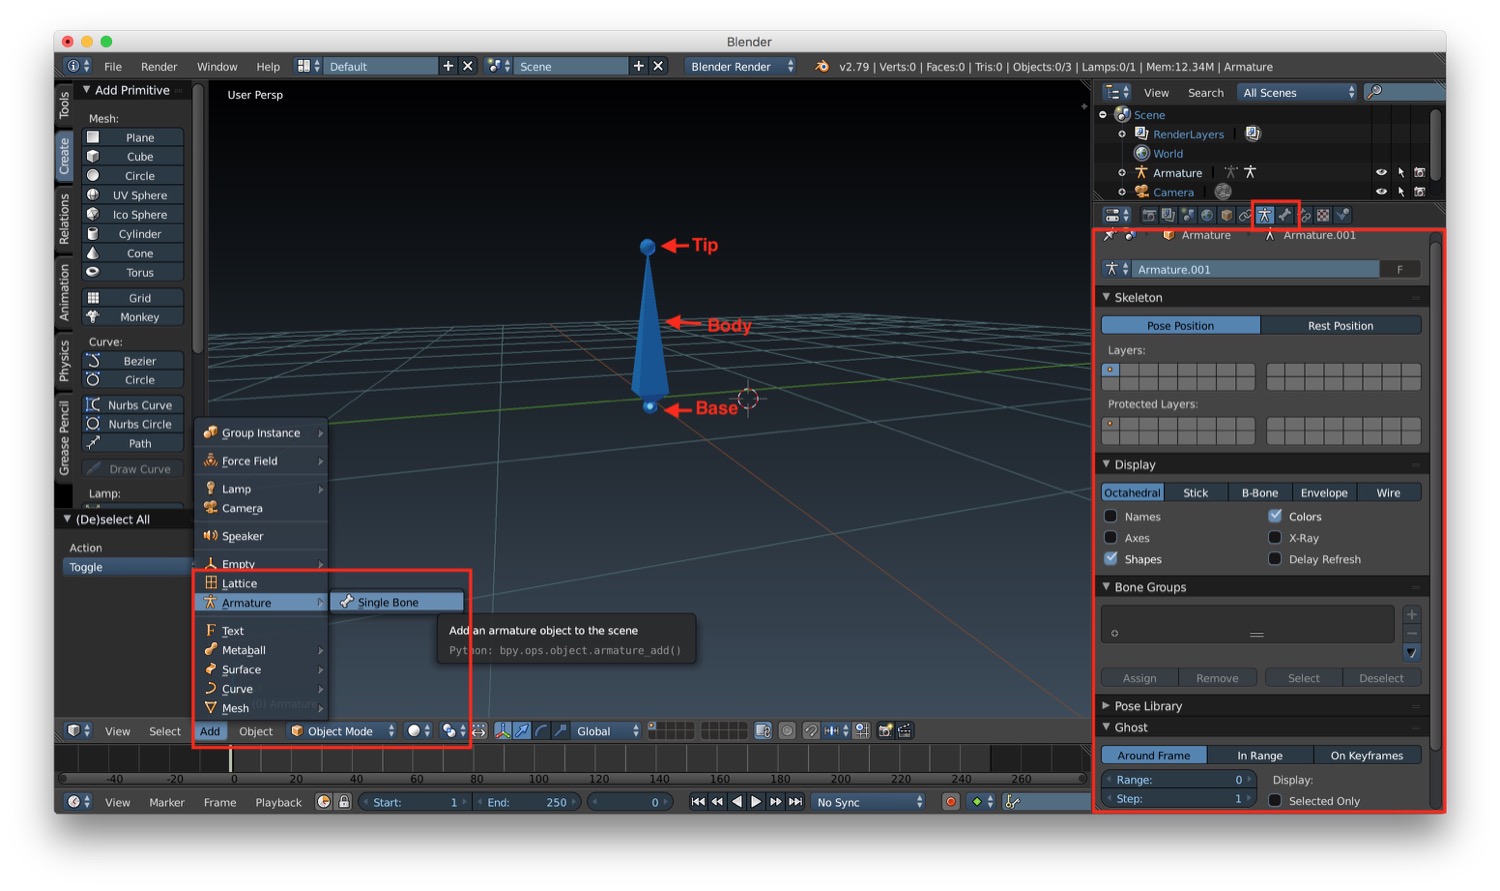 Blender
File Render Window Help Default Scene Blender Render v2.79 | Verts:0 | Faces:0 | Tris:0 | Objects:0/3 | Lamps:0/1 | Mem:12.34M | Armature
Tools
Create
Relations
Animation
Physics
Grease Pencil
Add Primitive
Mesh:
Plane
Cube
Circle
UV Sphere
Ico Sphere
Cylinder
Cone
Torus
Grid
Monkey
Curve:
Bezier
Circle
Nurbs Curve
Nurbs Circle
Path
Draw Curve
Lamp:
(De)select All
Action
Toggle
User Persp
Tip
Body
Base
Group Instance
Force Field
Lamp
Camera
Speaker
Empty
Lattice
Armature
Single Bone
Text
Metaball
Surface
Curve
Mesh
Add an armature object to the scene
Python: bpy.ops.object.armature_add()
(0) Armature
View Select Add Object Object Mode Global
-40 -20 0 20 40 60 80 100 120 140 160 180 200 220 240 260
View Marker Frame Playback Start: 1 End: 250 0 No Sync
View Search All Scenes
Scene
RenderLayers
World
Armature
Camera
Armature Armature.001
Armature.001 F
Skeleton
Pose Position Rest Position
Layers:
Protected Layers:
Display
Octahedral Stick B-Bone Envelope Wire
Names Colors
Axes X-Ray
Shapes Delay Refresh
Bone Groups
Assign Remove Select Deselect
Pose Library
Ghost
Around Frame In Range On Keyframes
Range: 0 Display:
Step: 1 Selected Only